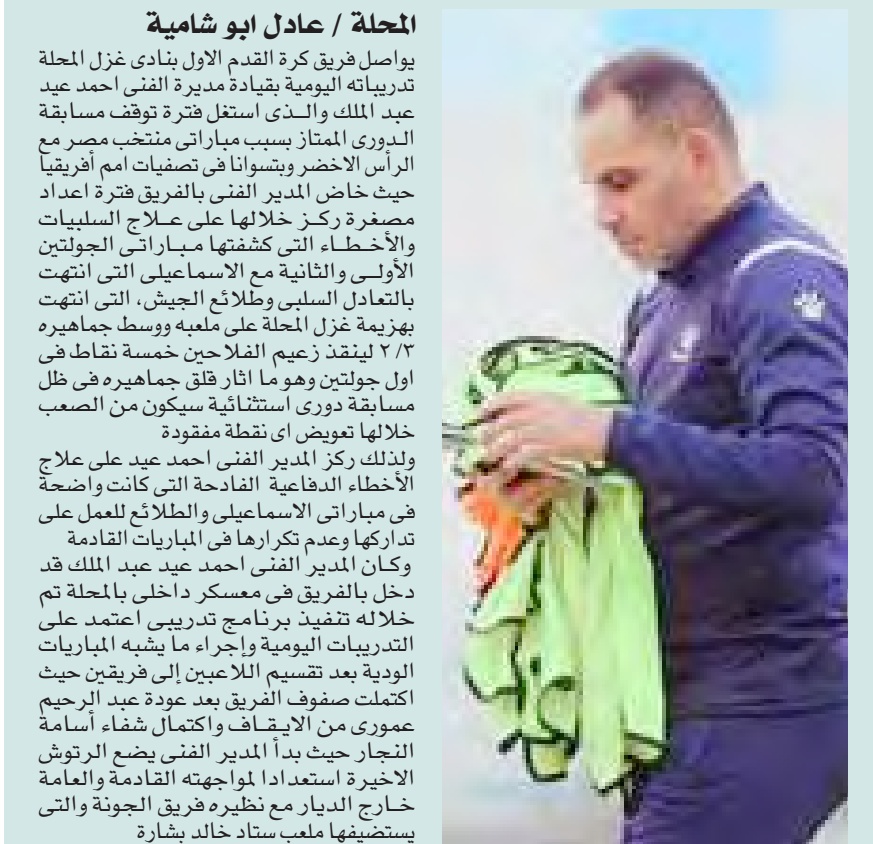 المحلة / عادل ابو شامية
يواصل فريق كرة القدم الاول بنادى غزل المحلة
تدريباته اليومية بقيادة مديرة الفنى احمد عيد
عبد الملك والـذى استغل فترة توقف مسابقة
الدورى الممتاز بسبب مباراتى منتخب مصر مع
الرأس الاخضر وبتسوانا فى تصفيات امم أفريقيا
حيث خاض المدير الفنى بالفريق فترة اعداد
مصغرة ركز خلالها على علاج السلبيات
والأخطاء التى كشفتها مباراتى الجولتين
الأولى والثانية مع الاسماعيلى التى انتهت
بالتعادل السلبى وطلائع الجيش، التى انتهت
بهزيمة غزل المحلة على ملعبه ووسط جماهيره
٣/ ٢ لينقذ زعيم الفلاحين خمسة نقاط فى
اول جولتين وهو ما اثار قلق جماهيره فى ظل
مسابقة دورى استثنائية سيكون من الصعب
خلالها تعويض اى نقطة مفقودة
ولذلك ركز المدير الفنى احمد عيد على علاج
الأخطاء الدفاعية الفادحة التى كانت واضحة
فى مباراتى الاسماعيلى والطلائع للعمل على
تداركها وعدم تكرارها فى المباريات القادمة
وكان المدير الفنى احمد عيد عبد الملك قد
دخل بالفريق فى معسكر داخلى بالمحلة تم
خلاله تنفيذ برنامج تدريبى اعتمد على
التدريبات اليومية وإجراء ما يشبه المباريات
الودية بعد تقسيم اللاعبين إلى فريقين حيث
اكتملت صفوف الفريق بعد عودة عبد الرحيم
عمورى من الايقاف واكتمال شفاء أسامة
النجار حيث بدأ المدير الفنى يضع الرتوش
الاخيرة استعدادا لمواجهته القادمة والعامة
خارج الديار مع نظيره فريق الجونة والتى
يستضيفها ملعب ستاد خالد بشارة